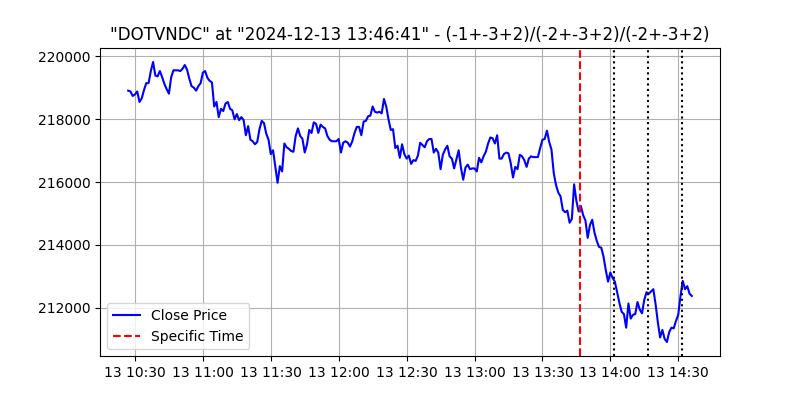 "DOTVNDC" at "2024-12-13 13:46:41" - (-1+-3+2)/(-2+-3+2)/(-2+-3+2)
220000
218000
216000
214000
212000
Close Price
Specific Time
13 10:30 13 11:00 13 11:30 13 12:00 13 12:30 13 13:00 13 13:30 13 14:00 13 14:30